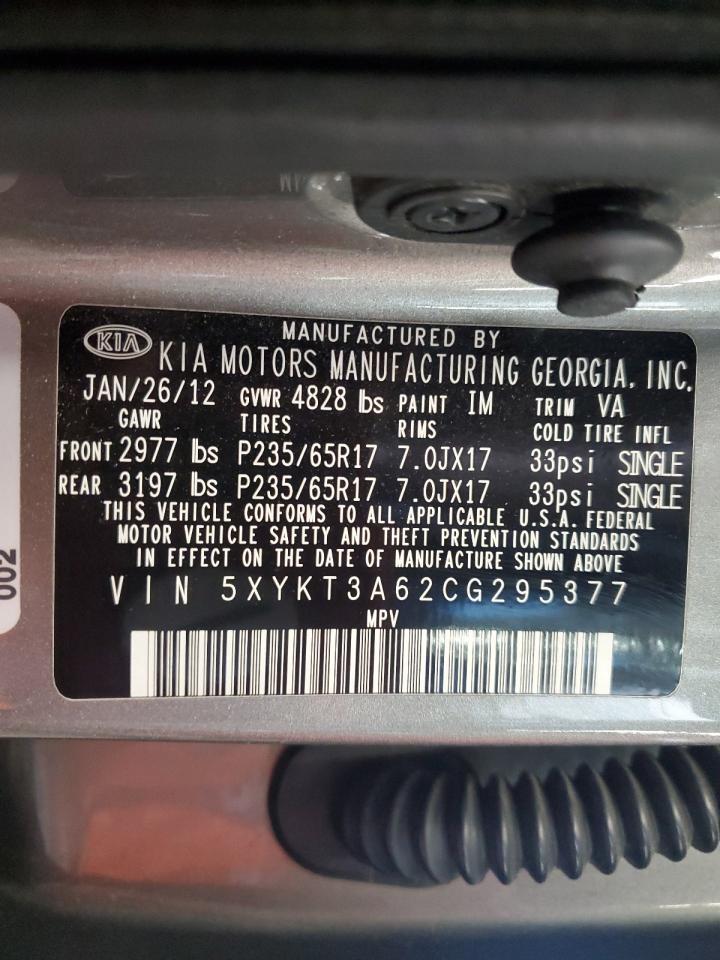 KIA
MANUFACTURED BY
KIA MOTORS MANUFACTURING GEORGIA, INC.
JAN/26/12 GVWR 4828 lbs PAINT IM TRIM VA
GAWR TIRES RIMS COLD TIRE INFL
FRONT 2977 lbs P235/65R17 7.0JX17 33psi SINGLE
REAR 3197 lbs P235/65R17 7.0JX17 33psi SINGLE
THIS VEHICLE CONFORMS TO ALL APPLICABLE U.S.A. FEDERAL
MOTOR VEHICLE SAFETY AND THEFT PREVENTION STANDARDS
IN EFFECT ON THE DATE OF MANUFACTURE SHOWN ABOVE
VIN 5XYKT3A62CG295377
MPV
002